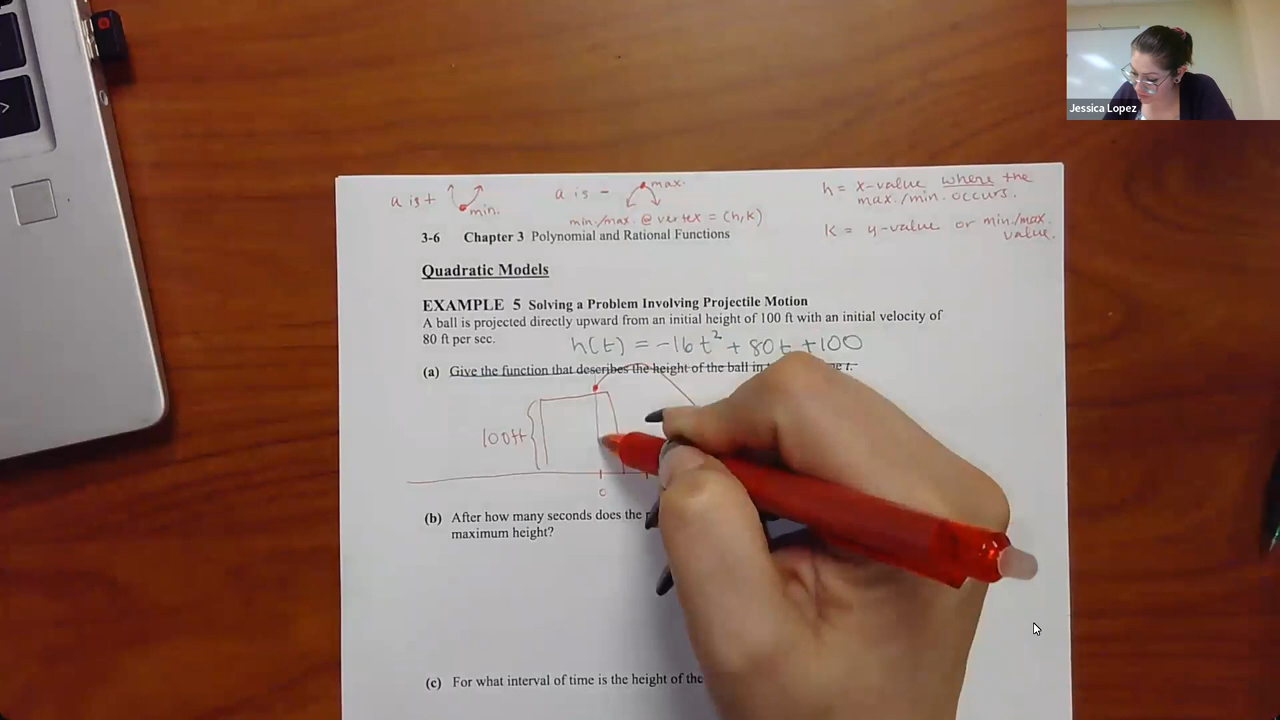 Jessica Lopez
a is + min.
a is - max.
min./max. @ vertex = (h,k)
h = x-value where the
max./min. occurs.
k = y-value or min./max.
value.
3-6 Chapter 3 Polynomial and Rational Functions
Quadratic Models
EXAMPLE 5 Solving a Problem Involving Projectile Motion
A ball is projected directly upward from an initial height of 100 ft with an initial velocity of
80 ft per sec.
h(t) = -16t² + 80t + 100
(a) Give the function that describes the height of the ball in t.
100ft
0
(b) After how many seconds does the
maximum height?
(c) For what interval of time is the height of the